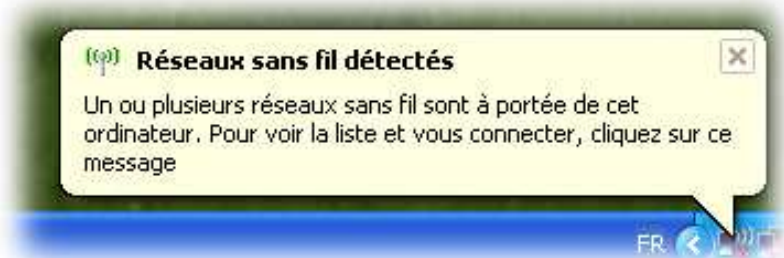 Réseaux sans fil détectés
Un ou plusieurs réseaux sans fil sont à portée de cet
ordinateur. Pour voir la liste et vous connecter, cliquez sur ce
message
FR